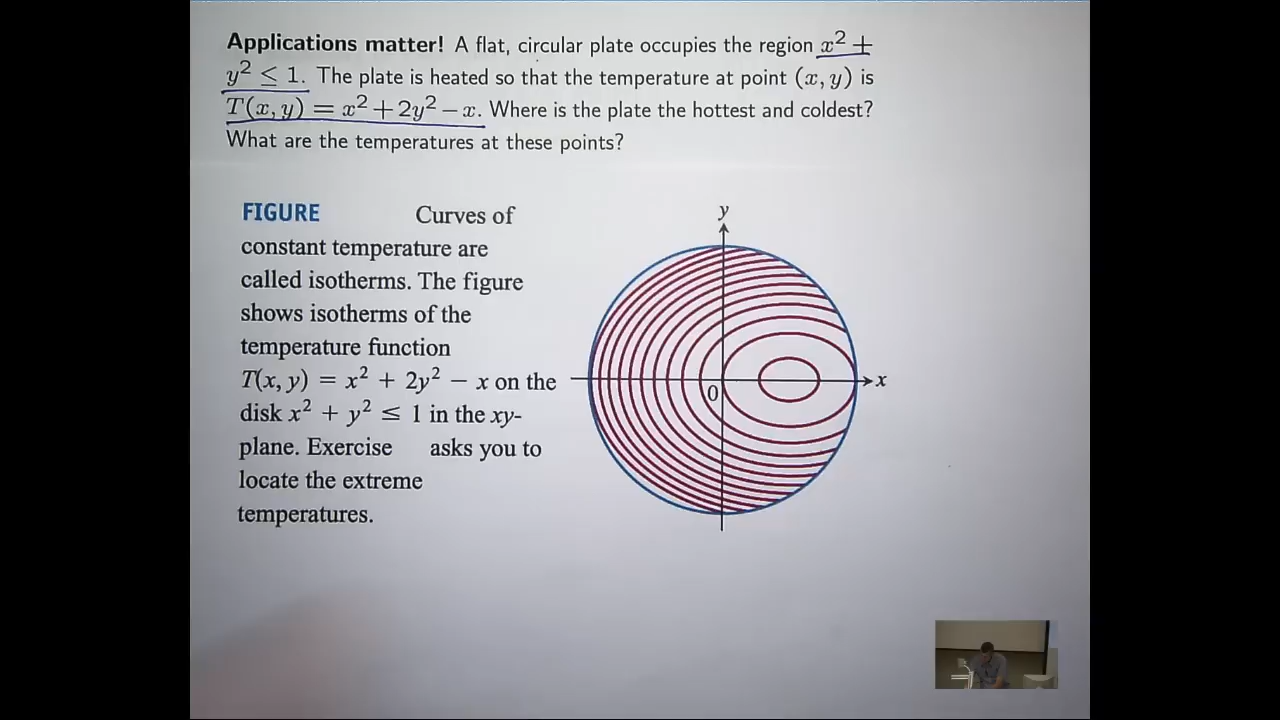 Applications matter! A flat, circular plate occupies the region x² +
y² ≤ 1. The plate is heated so that the temperature at point (x, y) is
T(x, y) = x² + 2y² − x. Where is the plate the hottest and coldest?
What are the temperatures at these points?
FIGURE Curves of
constant temperature are
called isotherms. The figure
shows isotherms of the
temperature function
T(x, y) = x² + 2y² − x on the
disk x² + y² ≤ 1 in the xy-
plane. Exercise asks you to
locate the extreme
temperatures.
y
x
0